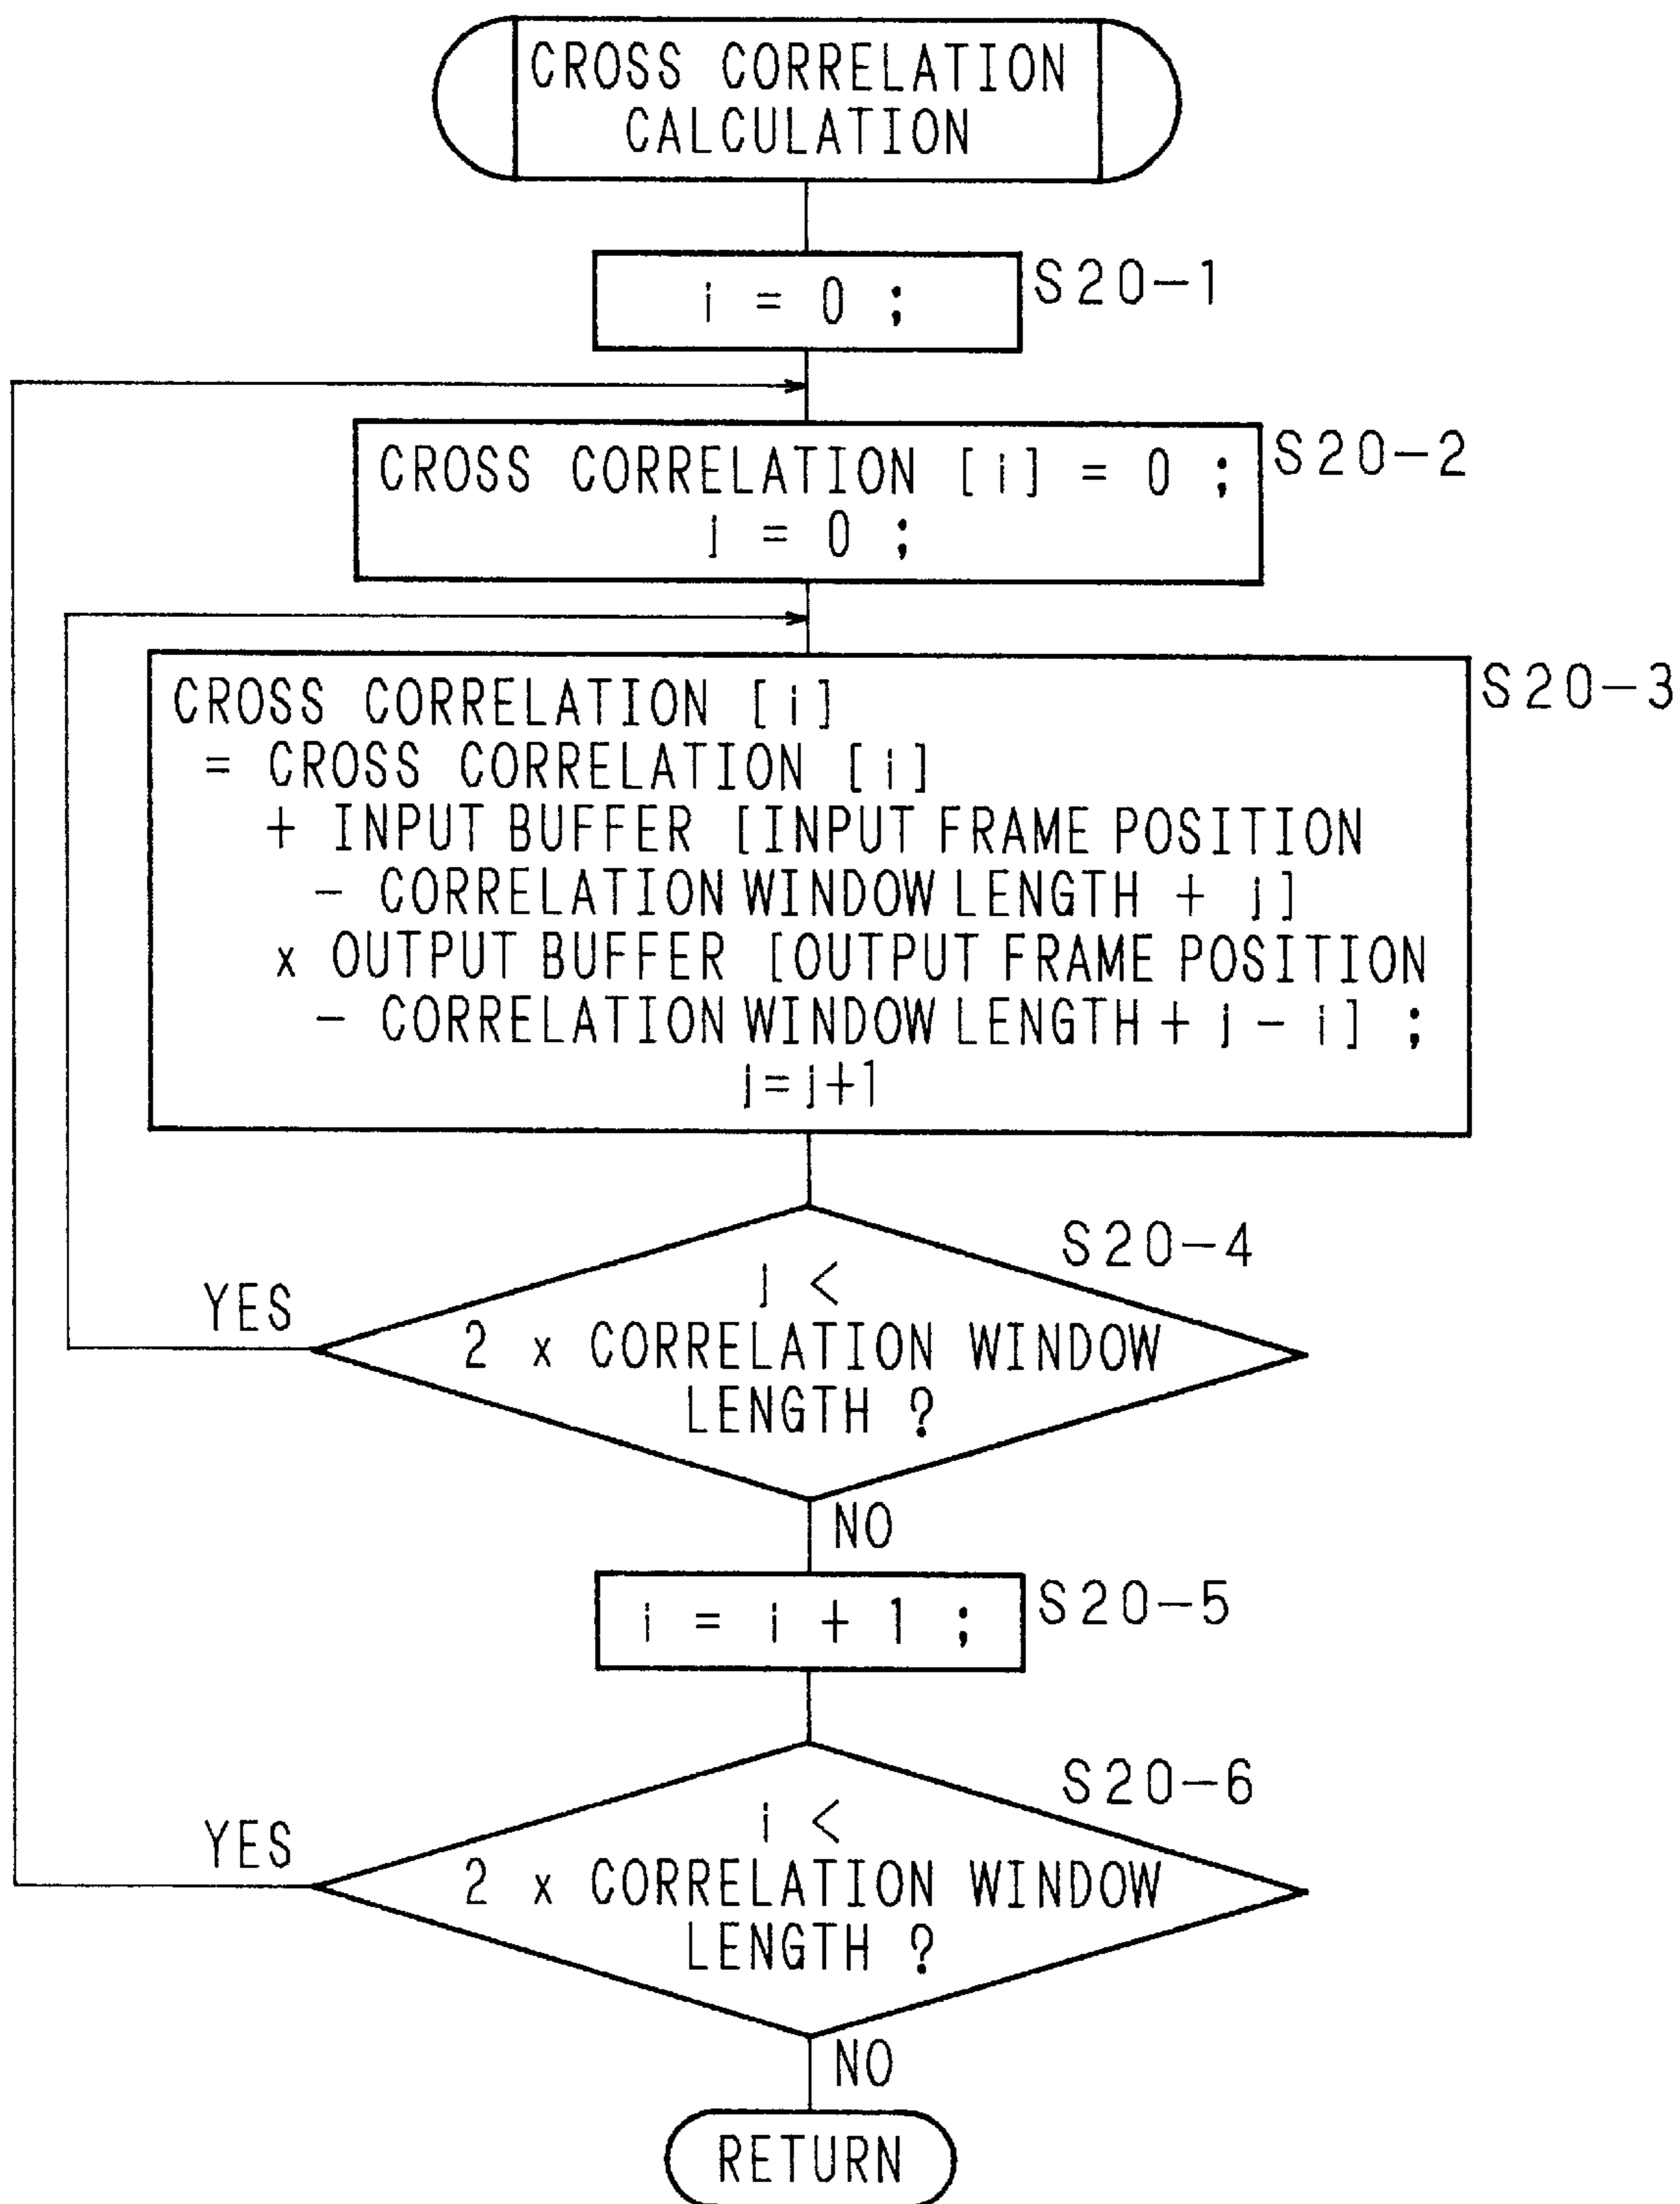 CROSS CORRELATION
CALCULATION
i = 0 ;
S20-1
CROSS CORRELATION [i] = 0 ;
j = 0 ;
S20-2
CROSS CORRELATION [i]
= CROSS CORRELATION [i]
+ INPUT BUFFER [INPUT FRAME POSITION
- CORRELATION WINDOW LENGTH + j]
x OUTPUT BUFFER [OUTPUT FRAME POSITION
- CORRELATION WINDOW LENGTH + j - i] ;
j=j+1
S20-3
S20-4
j <
2 x CORRELATION WINDOW
LENGTH ?
YES
NO
i = i + 1 ;
S20-5
S20-6
i <
2 x CORRELATION WINDOW
LENGTH ?
YES
NO
RETURN